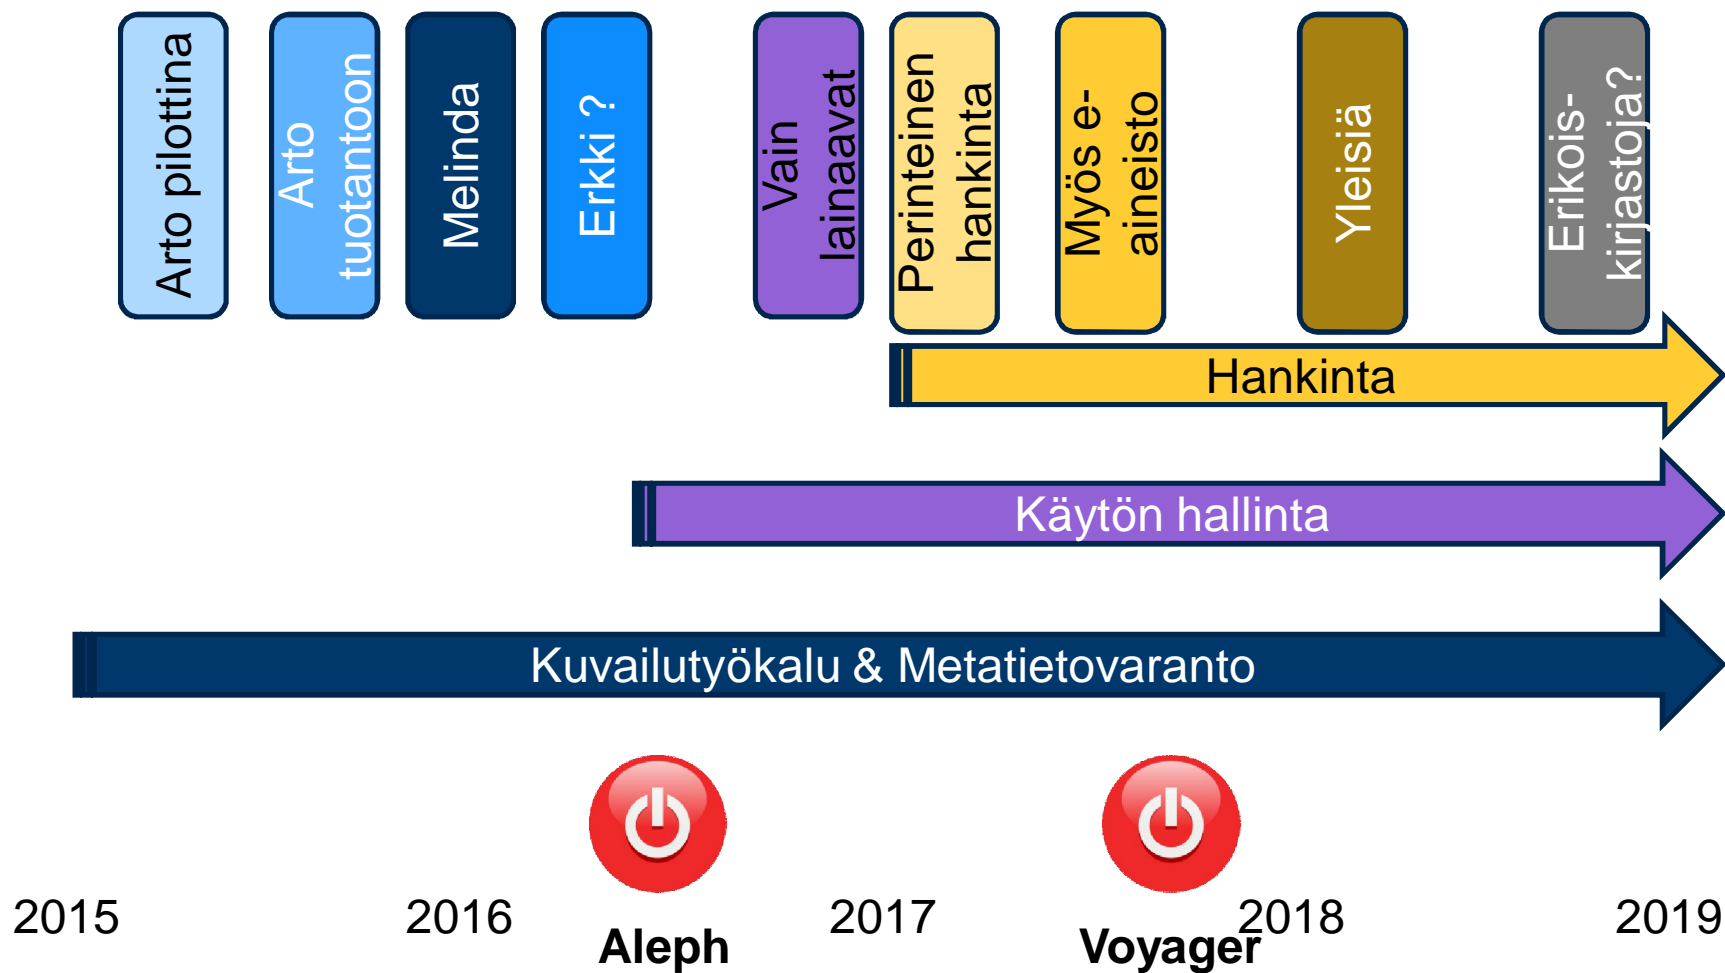 Arto pilottina
Arto
tuotantoon
Melinda
Erkki ?
Vain
lainaavat
Perinteinen
hankinta
Myös e-
aineisto
Yleisiä
Erikois-
kirjastoja?
Hankinta
Käytön hallinta
Kuvailutyökalu & Metatietovaranto
2015
2016
2017
2018
2019
Aleph
Voyager